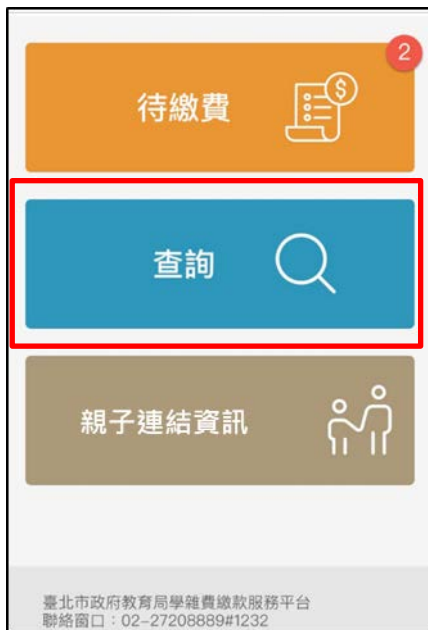 2
待繳費
$
查詢
親子連結資訊
臺北市政府教育局學雜費繳款服務平台
聯絡窗口：02-27208889#1232